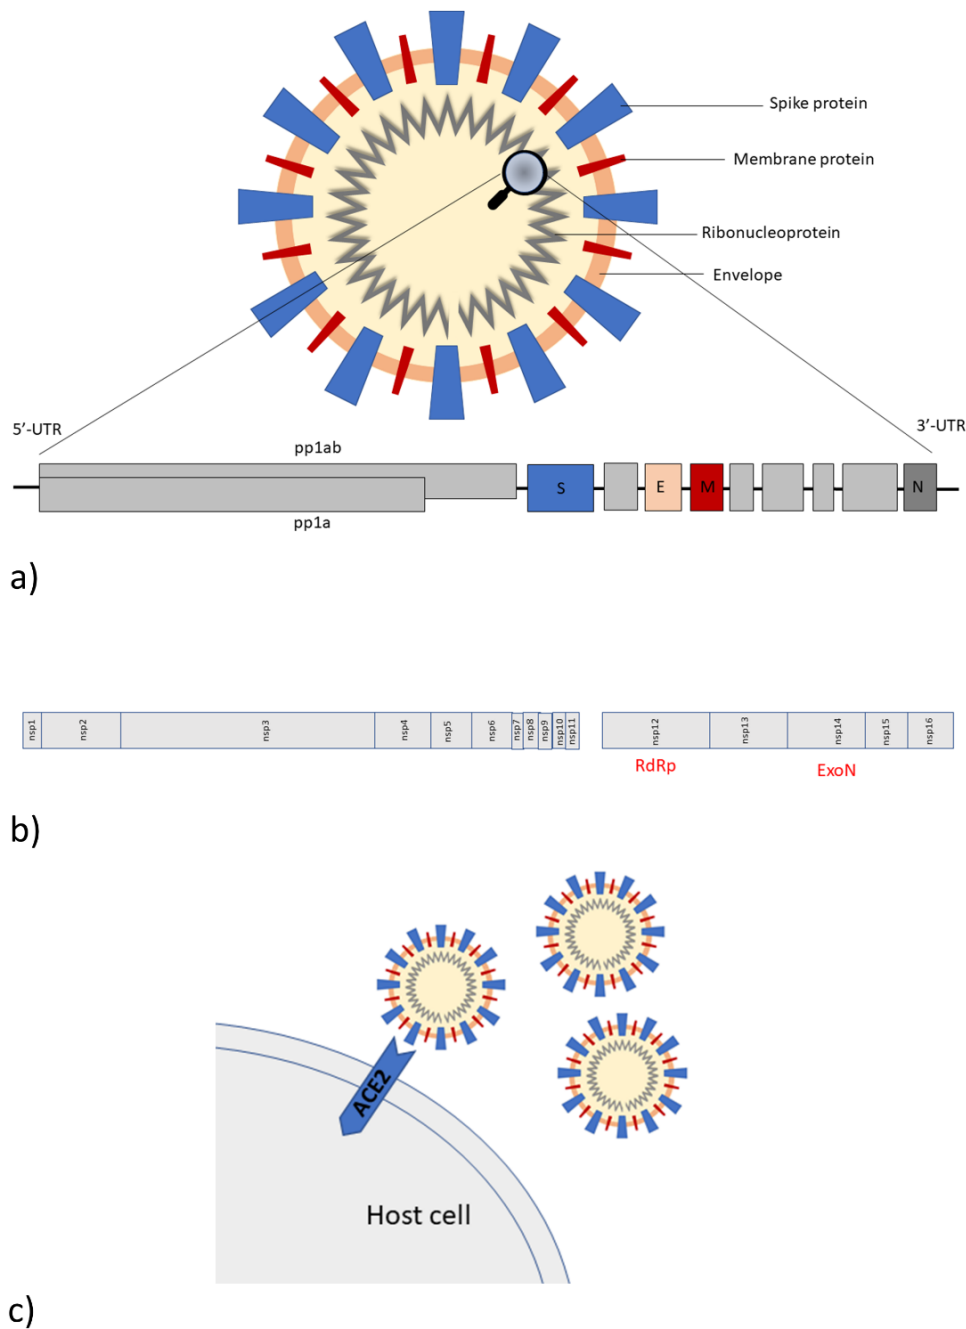 Spike protein
Membrane protein
Ribonucleoprotein
Envelope
5’-UTR
3’-UTR
pp1ab
S
E
M
N
pp1a
a)
nsp1
nsp2
nsp3
nsp4
nsp5
nsp6
nsp7
nsp8
nsp9
nsp10
nsp11
nsp12
nsp13
nsp14
nsp15
nsp16
RdRp
ExoN
b)
ACE2
Host cell
c)